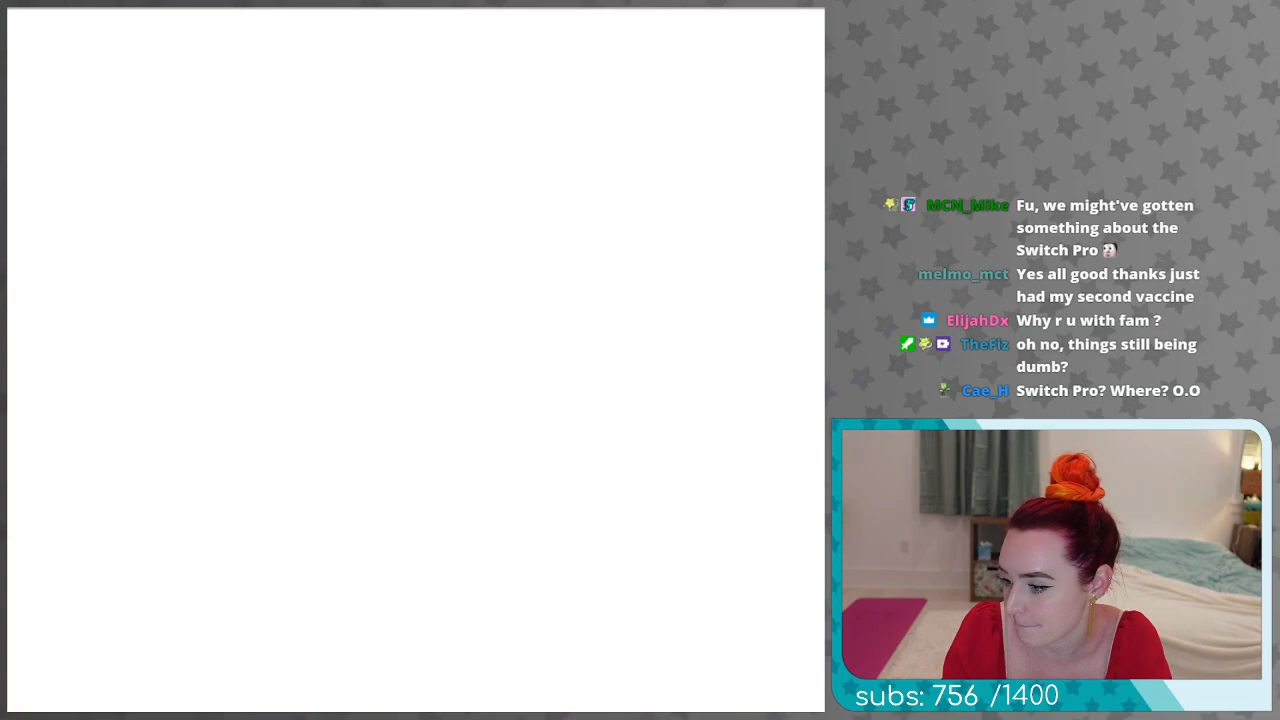 MCN_Mike Fu, we might've gotten
something about the
Switch Pro
melmo_mct Yes all good thanks just
had my second vaccine
ElijahDx Why r u with fam ?
TheFiz oh no, things still being
dumb?
Cae_H Switch Pro? Where? O.O
subs: 756 /1400